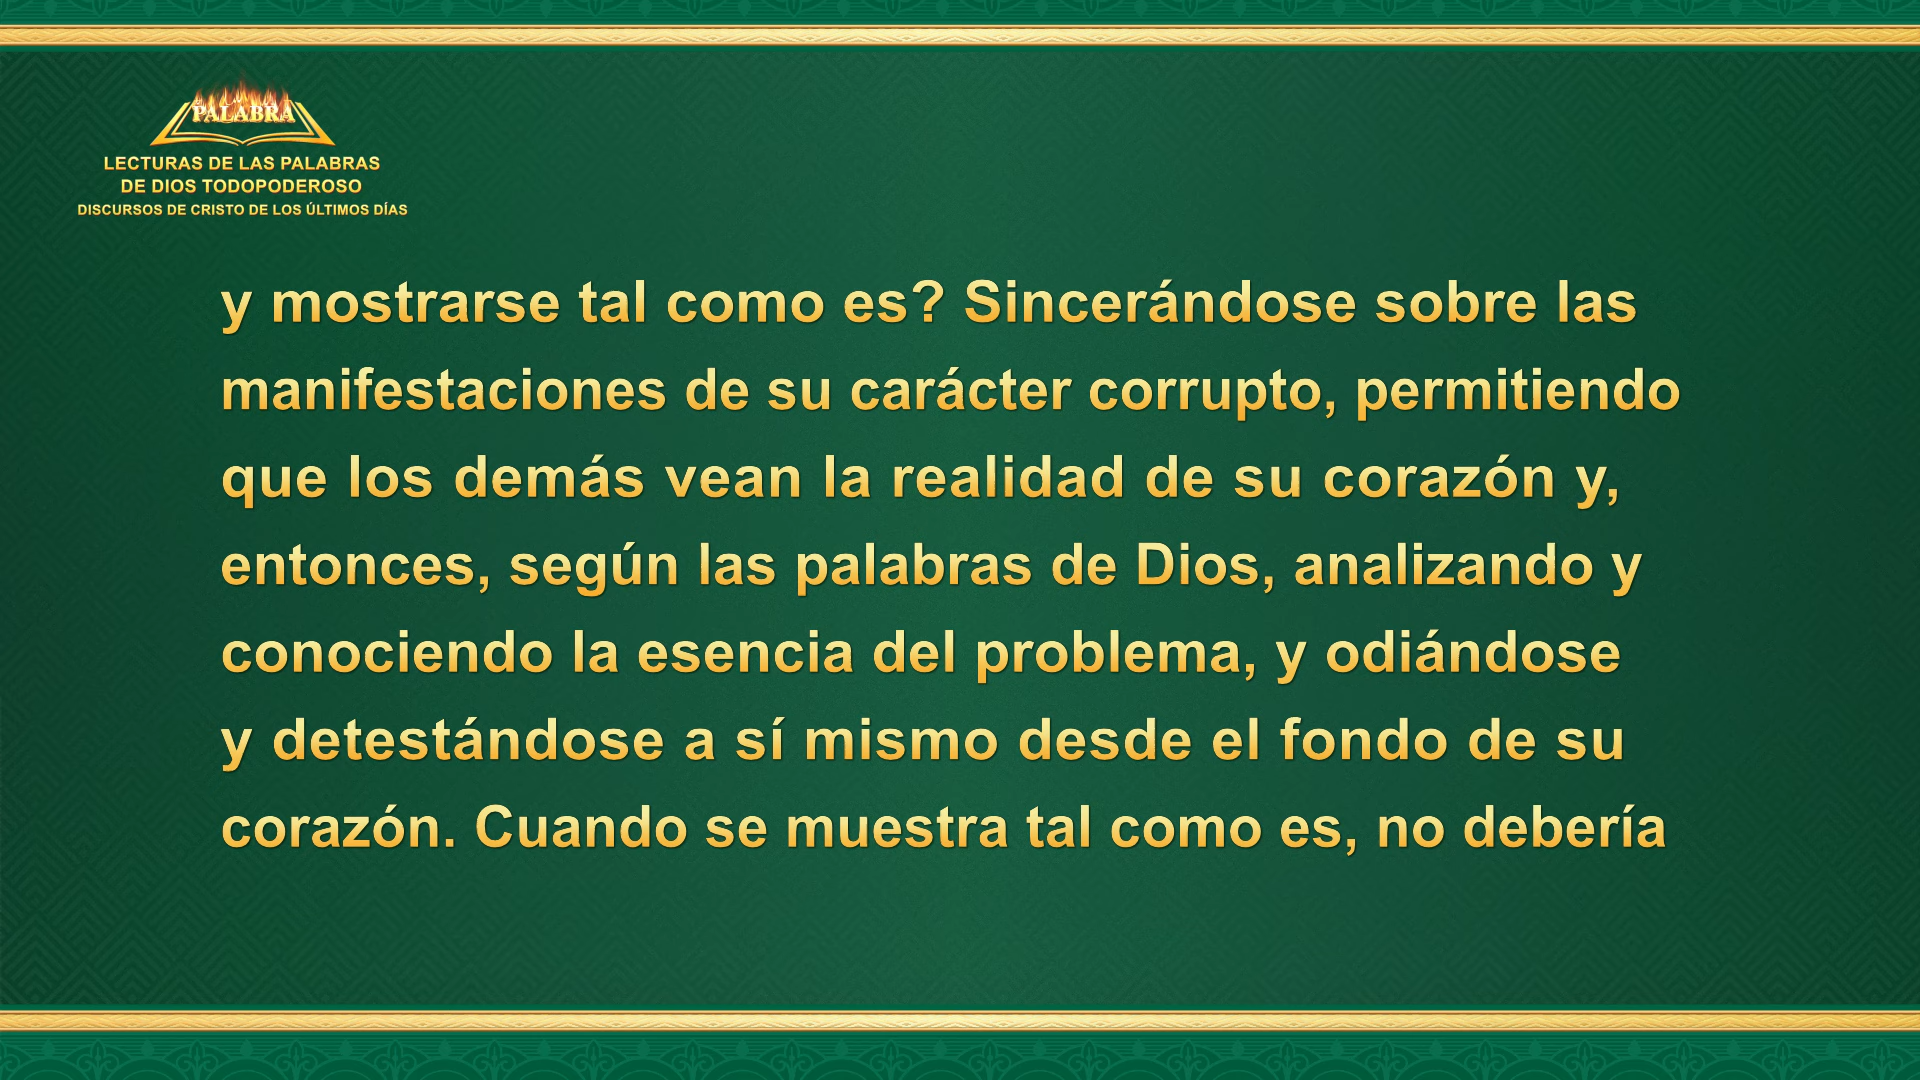 PALABRA
LECTURAS DE LAS PALABRAS
DE DIOS TODOPODEROSO
DISCURSOS DE CRISTO DE LOS ÚLTIMOS DÍAS
y mostrarse tal como es? Sincerándose sobre las
manifestaciones de su carácter corrupto, permitiendo
que los demás vean la realidad de su corazón y,
entonces, según las palabras de Dios, analizando y
conociendo la esencia del problema, y odiándose
y detestándose a sí mismo desde el fondo de su
corazón. Cuando se muestra tal como es, no debería